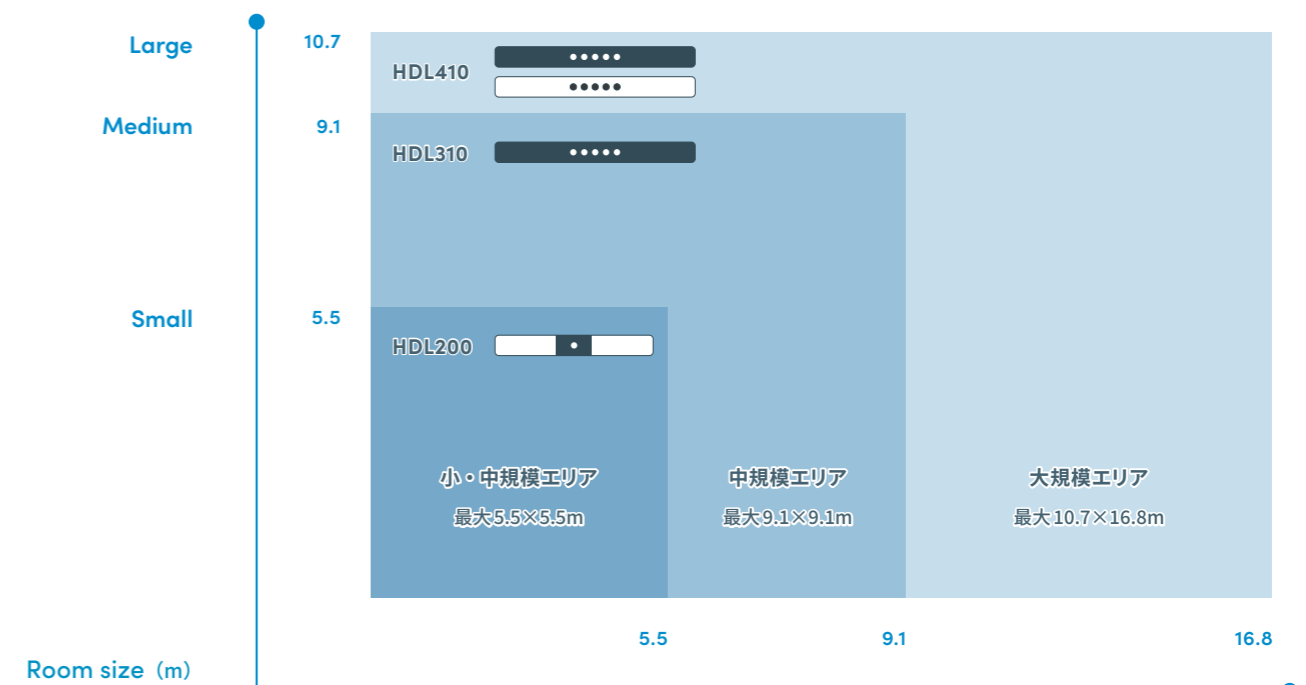 Large
10.7
HDL410
Medium
9.1
HDL310
Small
5.5
HDL200
小・中規模エリア
最大5.5×5.5m
中規模エリア
最大9.1×9.1m
大規模エリア
最大10.7×16.8m
5.5
9.1
16.8
Room size（m）